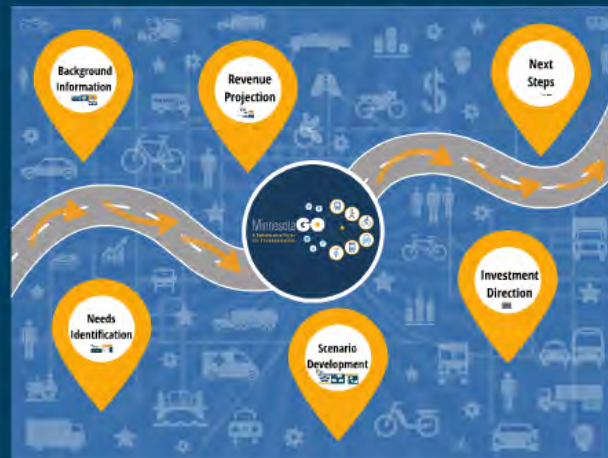 Background
Information
Revenue
Projection
Next
Steps
Minnesota GO
Needs
Identification
Scenario
Development
Investment
Direction
$